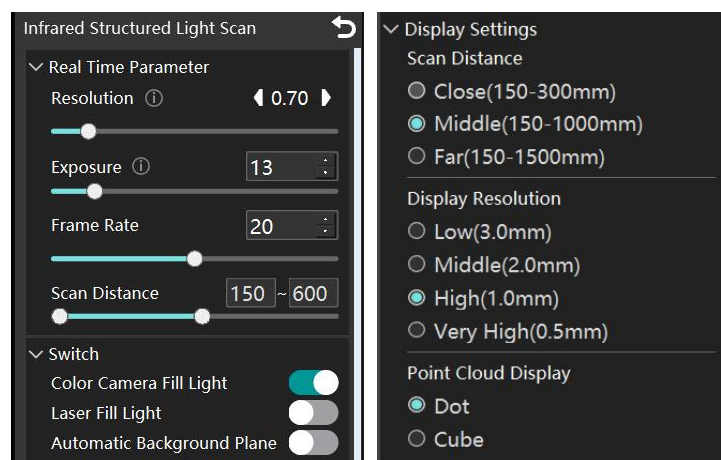 Infrared Structured Light Scan
Real Time Parameter
Resolution 0.70
Exposure 13
Frame Rate 20
Scan Distance 150 ~ 600
Switch
Color Camera Fill Light
Laser Fill Light
Automatic Background Plane
Display Settings
Scan Distance
Close(150-300mm)
Middle(150-1000mm)
Far(150-1500mm)
Display Resolution
Low(3.0mm)
Middle(2.0mm)
High(1.0mm)
Very High(0.5mm)
Point Cloud Display
Dot
Cube